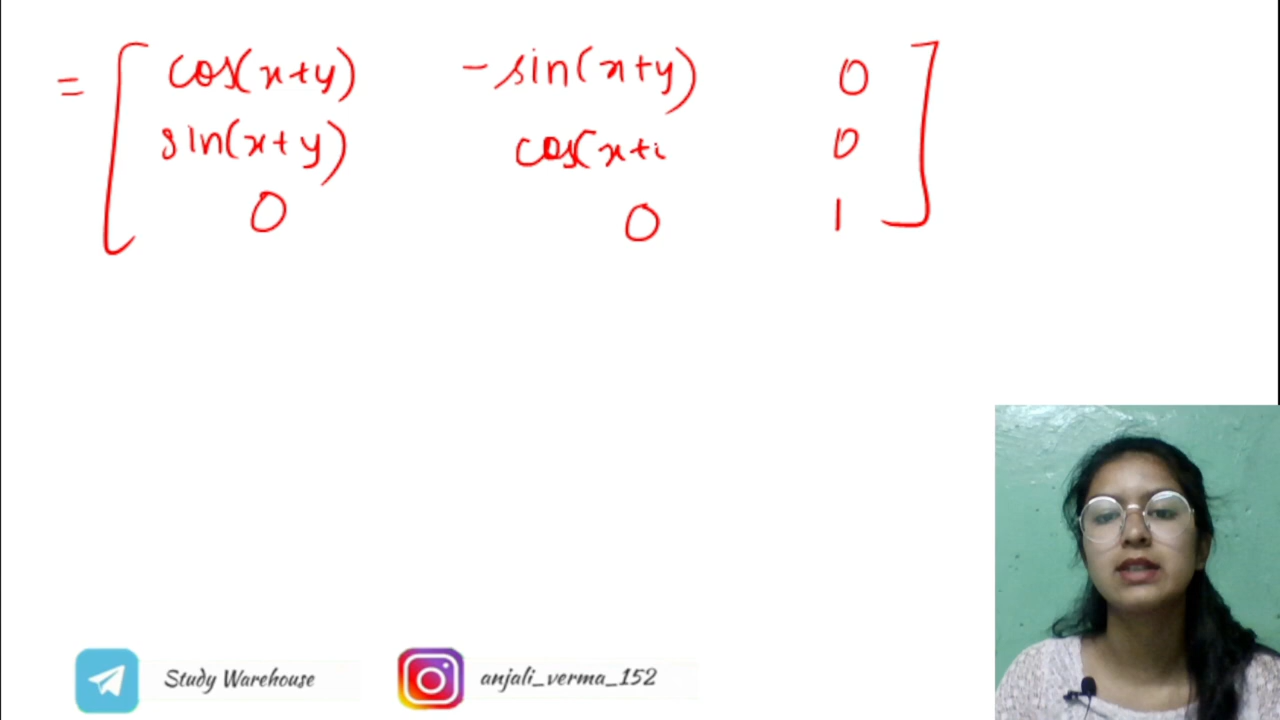 = [ cos(x+y) -sin(x+y) 0
sin(x+y) cos(x+ 0
0 0 1 ]
Study Warehouse
anjali_verma_152